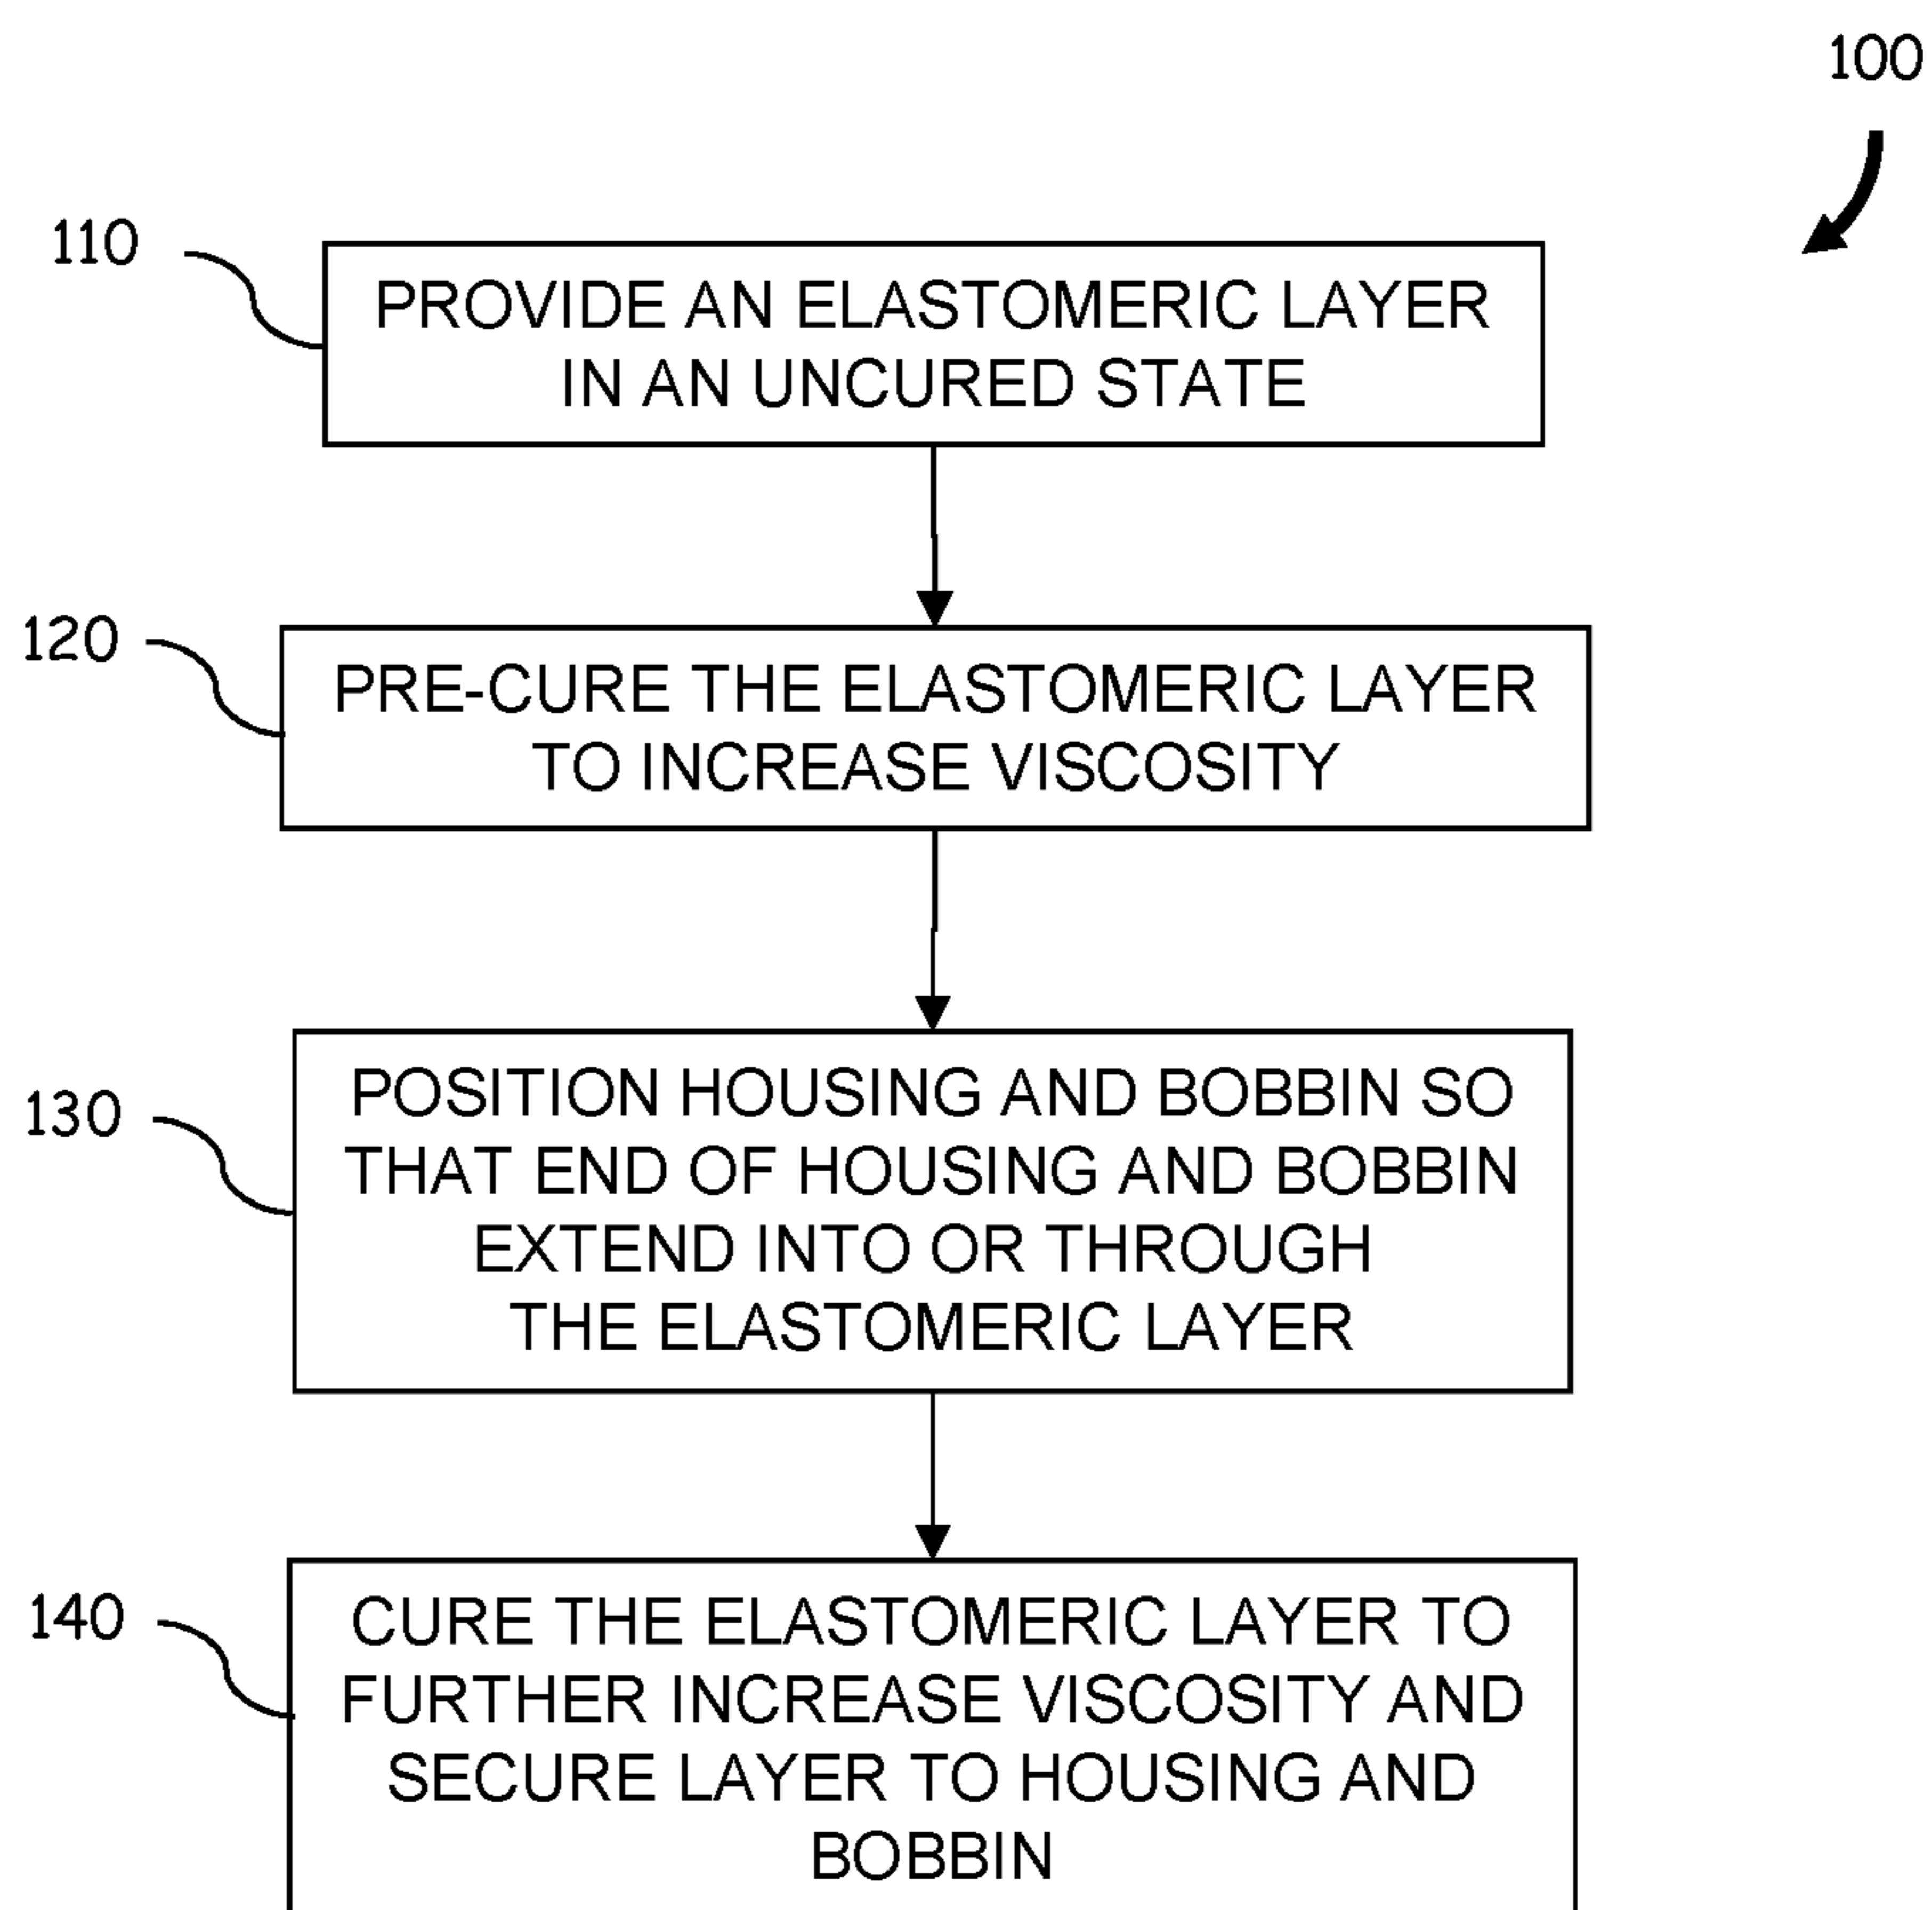 100
110
PROVIDE AN ELASTOMERIC LAYER
IN AN UNCURED STATE
120
PRE-CURE THE ELASTOMERIC LAYER
TO INCREASE VISCOSITY
130
POSITION HOUSING AND BOBBIN SO
THAT END OF HOUSING AND BOBBIN
EXTEND INTO OR THROUGH
THE ELASTOMERIC LAYER
140
CURE THE ELASTOMERIC LAYER TO
FURTHER INCREASE VISCOSITY AND
SECURE LAYER TO HOUSING AND
BOBBIN